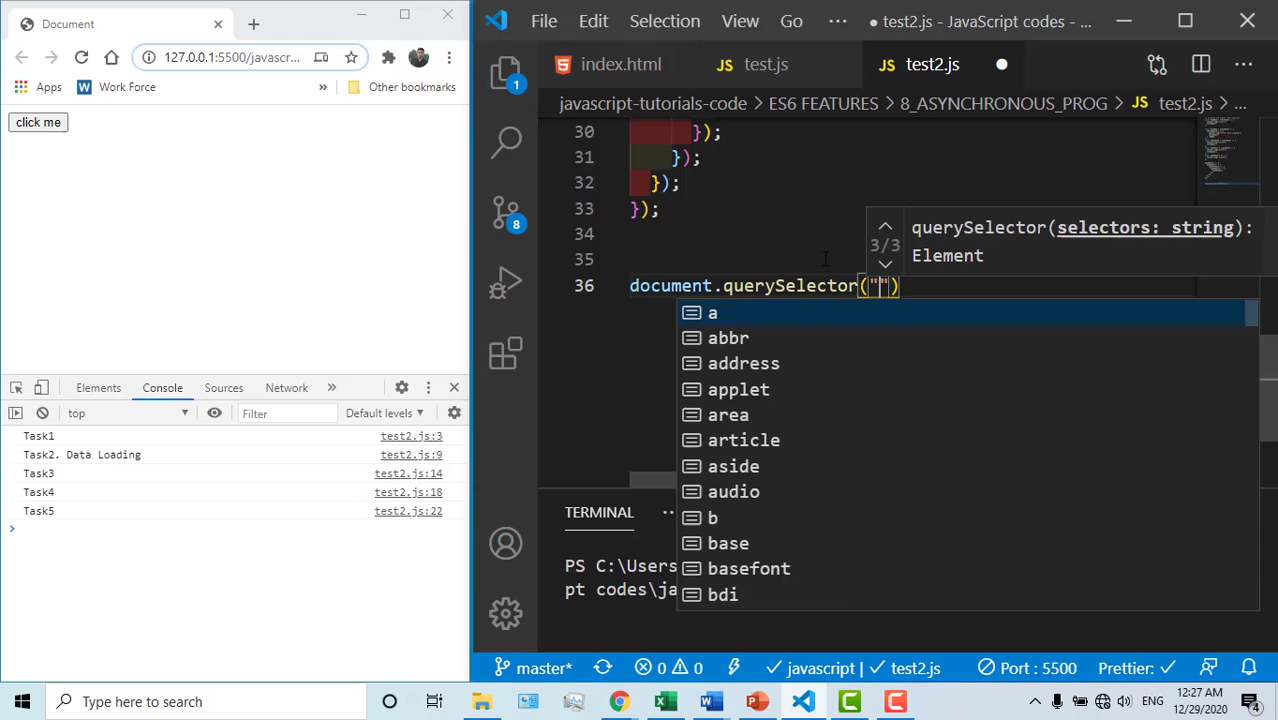 Document
127.0.0.1:5500/javascr...
Apps
Work Force
»
Other bookmarks
click me
Elements
Console
Sources
Network
»
top
Filter
Default levels
Task1 test2.js:3
Task2. Data Loading test2.js:9
Task3 test2.js:14
Task4 test2.js:18
Task5 test2.js:22
>
File Edit Selection View Go ··· ● test2.js - JavaScript codes - ...
index.html
JS test.js
JS test2.js ●
javascript-tutorials-code > ES6 FEATURES > 8_ASYNCHRONOUS_PROG > JS test2.js > ...
1
8
30 });
31 });
32 });
33 });
34
35
36 document.querySelector("")
3/3
querySelector(selectors: string):
Element
a
abbr
address
applet
area
article
aside
audio
b
base
basefont
bdi
TERMINAL
PS C:\Users
pt codes\ja
master*
0
0
javascript |
test2.js
Port : 5500
Prettier:
Type here to search
ENG
12:27 AM
12/29/2020
4